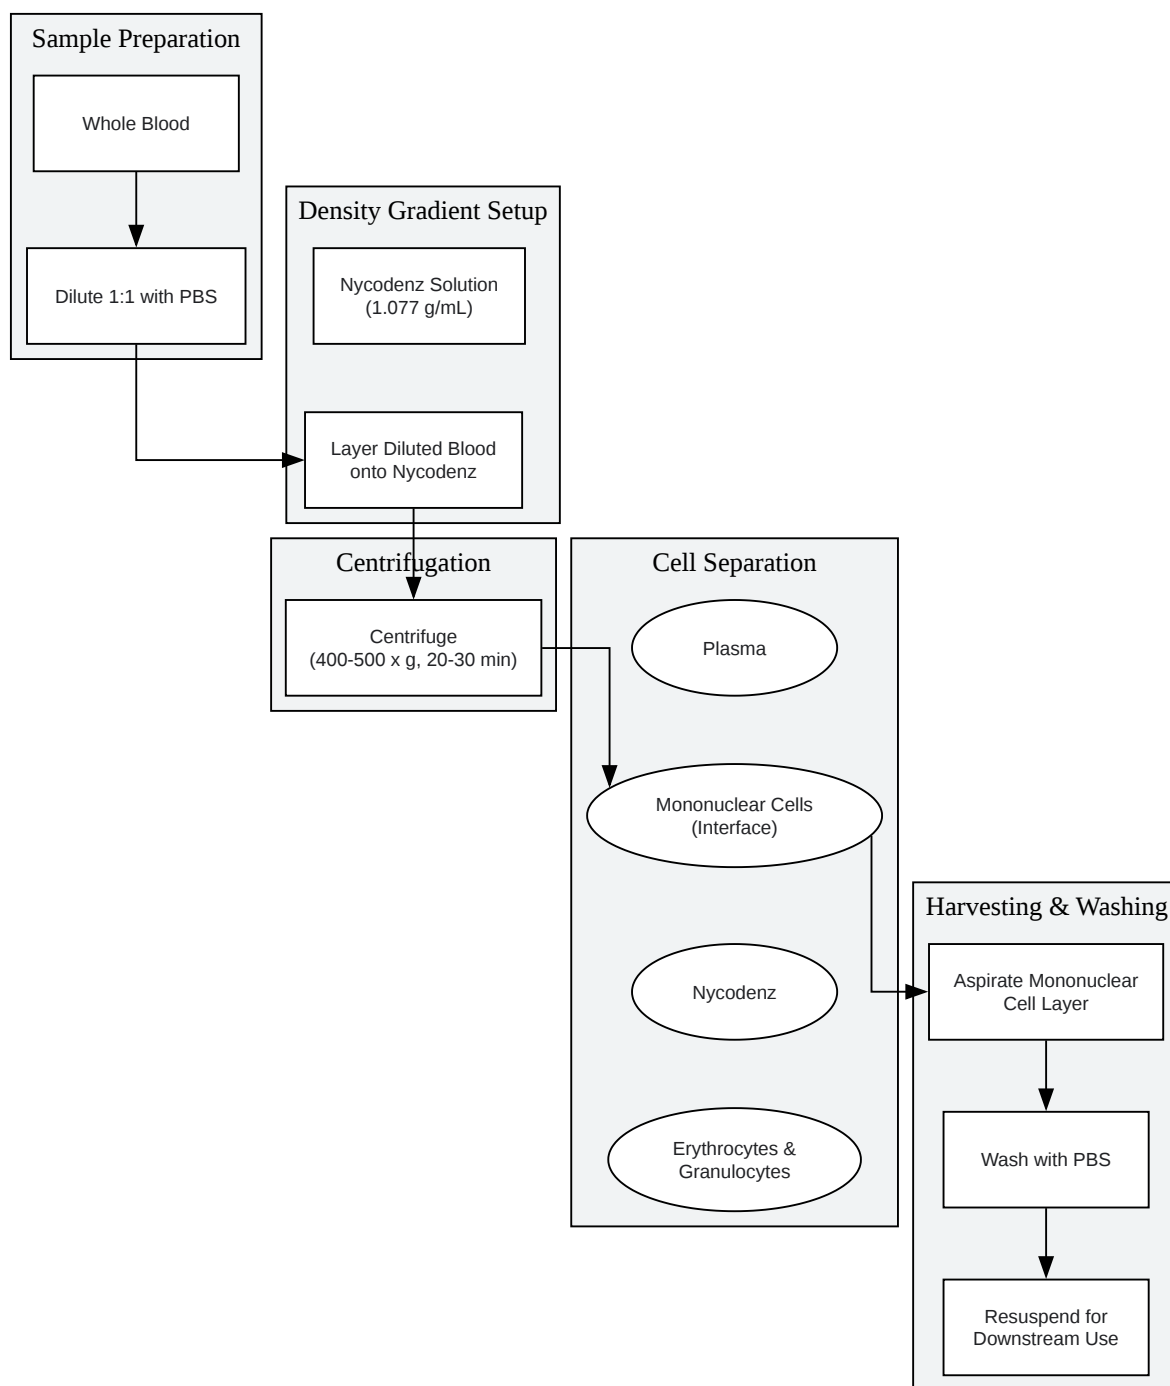 Sample Preparation
Whole Blood
Dilute 1:1 with PBS
Density Gradient Setup
Nycodenz Solution
(1.077 g/mL)
Layer Diluted Blood
onto Nycodenz
Centrifugation
Centrifuge
(400-500 x g, 20-30 min)
Cell Separation
Plasma
Mononuclear Cells
(Interface)
Nycodenz
Erythrocytes &
Granulocytes
Harvesting & Washing
Aspirate Mononuclear
Cell Layer
Wash with PBS
Resuspend for
Downstream Use